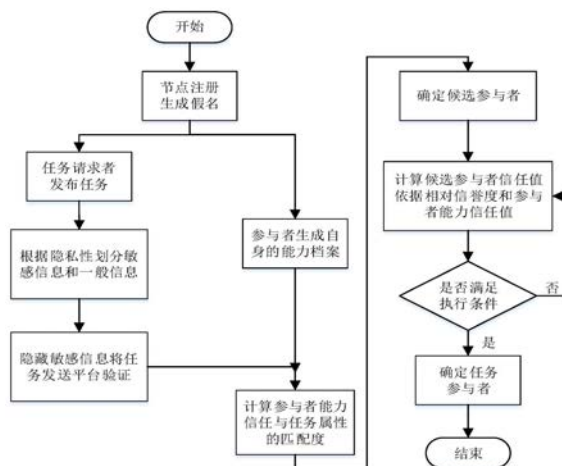 开始
节点注册
生成假名
任务请求者
发布任务
根据隐私性划分敏
感信息和一般信息
隐藏敏感信息将任
务发送平台验证
参与者生成自
身的能力档案
计算参与者能力
信任与任务属性
的匹配度
确定候选参与者
计算候选参与者信任值
依据相对信誉度和参与
者能力信任值
是否满足
执行条件
否
是
确定任务
参与者
结束